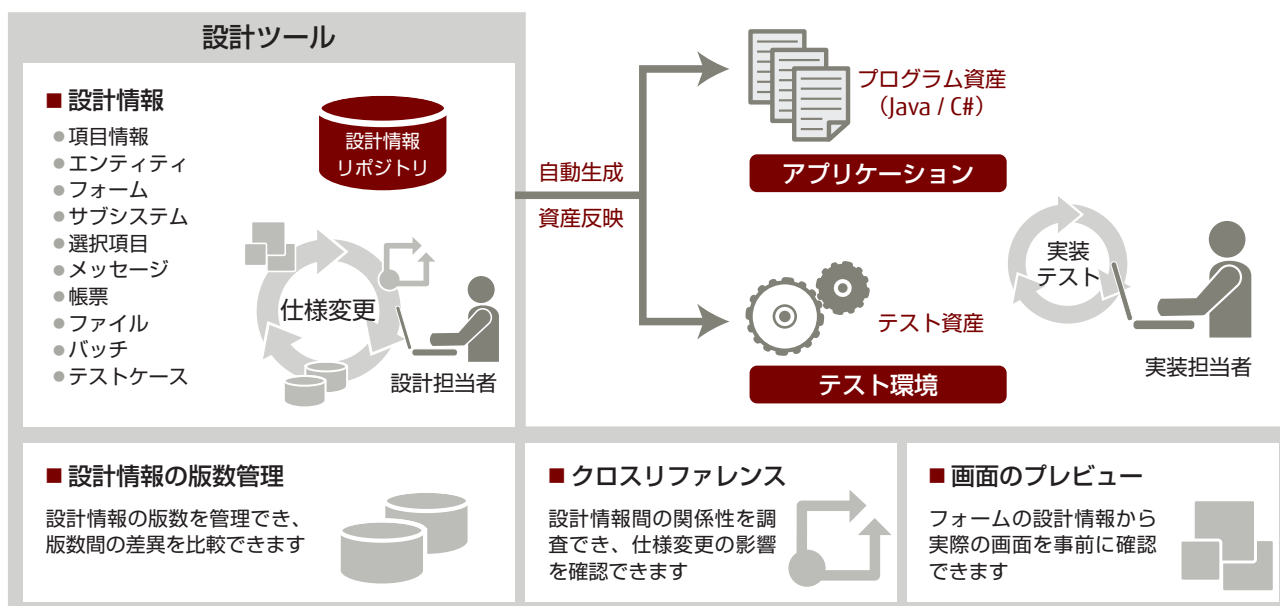 設計ツール
■ 設計情報
● 項目情報
● エンティティ
● フォーム
● サブシステム
● 選択項目
● メッセージ
● 帳票
● ファイル
● バッチ
● テストケース
設計情報
リポジトリ
仕様変更
設計担当者
自動生成
資産反映
プログラム資産
（Java / C#）
アプリケーション
テスト資産
テスト環境
実装
テスト
実装担当者
■ 設計情報の版数管理
設計情報の版数を管理でき、
版数間の差異を比較できます
■ クロスリファレンス
設計情報間の関係性を調
査でき、仕様変更の影響
を確認できます
■ 画面のプレビュー
フォームの設計情報から
実際の画面を事前に確認
できます